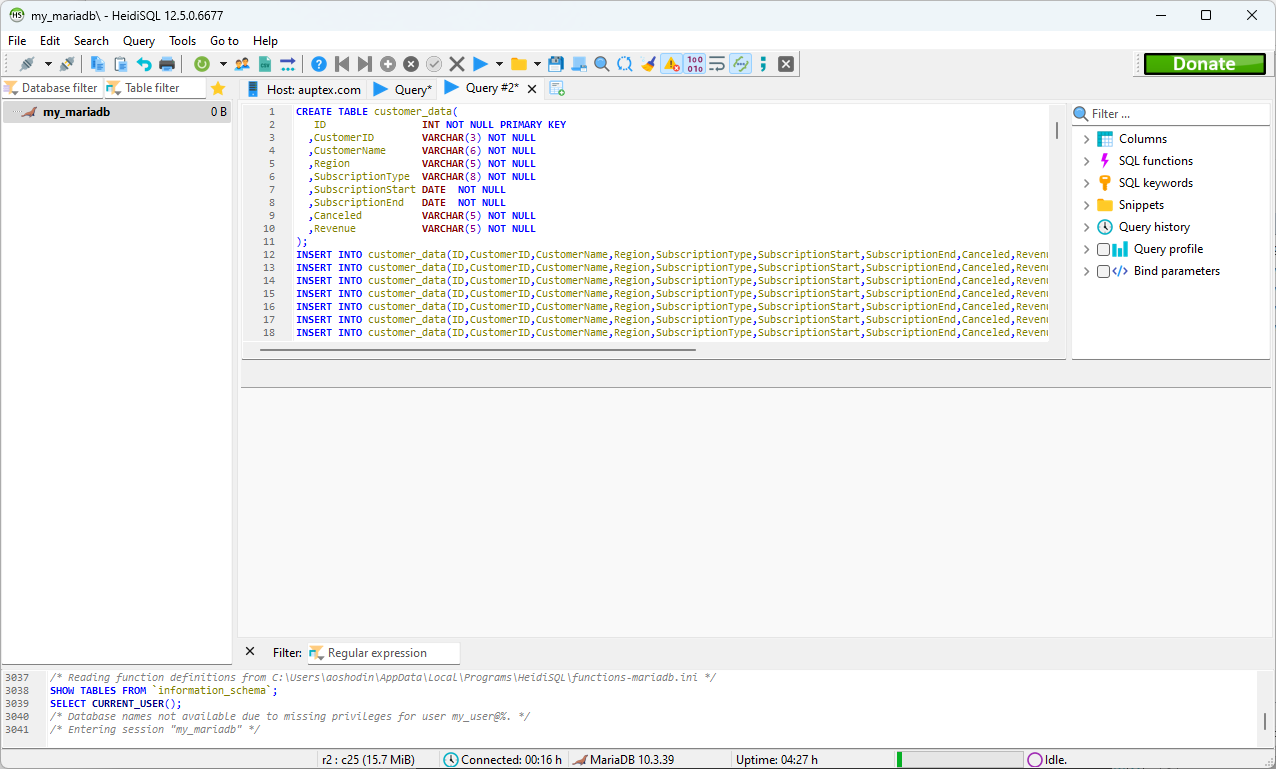 my_mariadb\ - HeidiSQL 12.5.0.6677
File Edit Search Query Tools Go to Help
Donate
Database filter Table filter
Host: auptex.com Query* Query #2*
my_mariadb 0 B
1 CREATE TABLE customer_data(
2 ID INT NOT NULL PRIMARY KEY
3 ,CustomerID VARCHAR(3) NOT NULL
4 ,CustomerName VARCHAR(6) NOT NULL
5 ,Region VARCHAR(5) NOT NULL
6 ,SubscriptionType VARCHAR(8) NOT NULL
7 ,SubscriptionStart DATE NOT NULL
8 ,SubscriptionEnd DATE NOT NULL
9 ,Canceled VARCHAR(5) NOT NULL
10 ,Revenue VARCHAR(5) NOT NULL
11 );
12 INSERT INTO customer_data(ID,CustomerID,CustomerName,Region,SubscriptionType,SubscriptionStart,SubscriptionEnd,Canceled,Revenu
13 INSERT INTO customer_data(ID,CustomerID,CustomerName,Region,SubscriptionType,SubscriptionStart,SubscriptionEnd,Canceled,Revenu
14 INSERT INTO customer_data(ID,CustomerID,CustomerName,Region,SubscriptionType,SubscriptionStart,SubscriptionEnd,Canceled,Revenu
15 INSERT INTO customer_data(ID,CustomerID,CustomerName,Region,SubscriptionType,SubscriptionStart,SubscriptionEnd,Canceled,Revenu
16 INSERT INTO customer_data(ID,CustomerID,CustomerName,Region,SubscriptionType,SubscriptionStart,SubscriptionEnd,Canceled,Revenu
17 INSERT INTO customer_data(ID,CustomerID,CustomerName,Region,SubscriptionType,SubscriptionStart,SubscriptionEnd,Canceled,Revenu
18 INSERT INTO customer_data(ID,CustomerID,CustomerName,Region,SubscriptionType,SubscriptionStart,SubscriptionEnd,Canceled,Revenu
Filter ...
Columns
SQL functions
SQL keywords
Snippets
Query history
Query profile
Bind parameters
Filter: Regular expression
3037 /* Reading function definitions from C:\Users\aoshodin\AppData\Local\Programs\HeidiSQL\functions-mariadb.ini */
3038 SHOW TABLES FROM `information_schema`;
3039 SELECT CURRENT_USER();
3040 /* Database names not available due to missing privileges for user my_user@%. */
3041 /* Entering session "my_mariadb" */
r2 : c25 (15.7 MiB) Connected: 00:16 h MariaDB 10.3.39 Uptime: 04:27 h Idle.